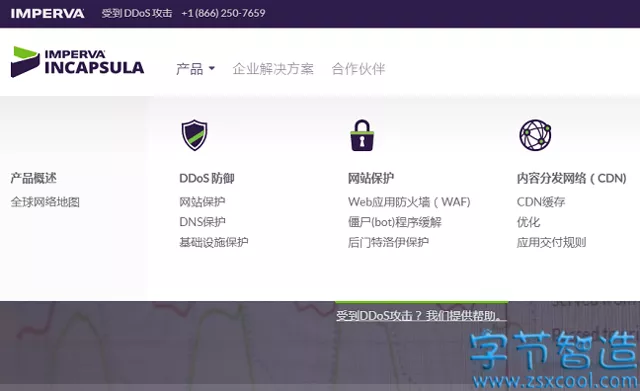 IMPERVA 受到 DDoS 攻击 +1 (866) 250-7659
IMPERVA
INCAPSULA
产品 企业解决方案 合作伙伴
产品概述
全球网络地图
DDoS 防御
网站保护
DNS保护
基础设施保护
网站保护
Web应用防火墙（WAF)
僵尸(bot)程序缓解
后门特洛伊保护
内容分发网络（CDN)
CDN缓存
优化
应用交付规则
受到DDoS攻击？我们提供帮助。
字节智造
www.zsxcool.com